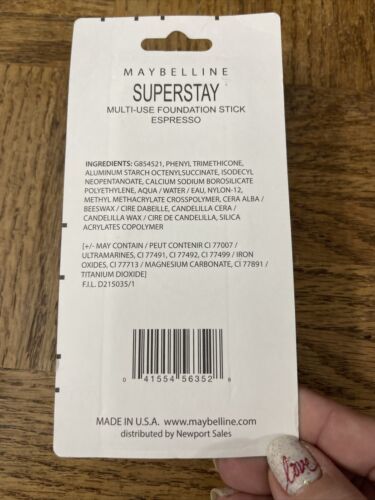 MAYBELLINE
SUPERSTAY
MULTI-USE FOUNDATION STICK
ESPRESSO
INGREDIENTS: G854521, PHENYL TRIMETHICONE,
ALUMINUM STARCH OCTENYLSUCCINATE, ISODECYL
NEOPENTANOATE, CALCIUM SODIUM BOROSILICATE
POLYETHYLENE, AQUA / WATER / EAU, NYLON-12,
METHYL METHACRYLATE CROSSPOLYMER, CERA ALBA /
BEESWAX / CIRE DABEILLE, CANDELILLA CERA /
CANDELILLA WAX / CIRE DE CANDELILLA, SILICA
ACRYLATES COPOLYMER
[+/- MAY CONTAIN / PEUT CONTENIR CI 77007 /
ULTRAMARINES, CI 77491, CI 77492, CI 77499 / IRON
OXIDES, CI 77713 / MAGNESIUM CARBONATE, CI 77891 /
TITANIUM DIOXIDE]
F.I.L. D215035/1
0 41554 56352 8
MADE IN U.S.A. www.maybelline.com
distributed by Newport Sales
love